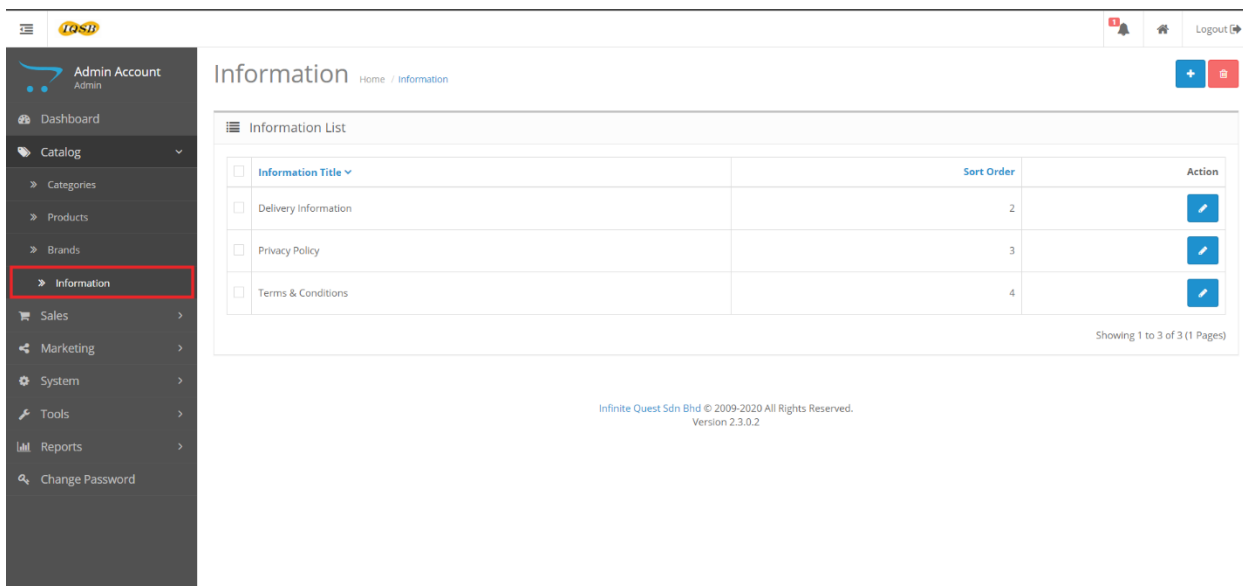 IQSB
1
Logout
Admin Account
Admin
Dashboard
Catalog
Categories
Products
Brands
Information
Sales
Marketing
System
Tools
Reports
Change Password
Information Home / Information
Information List
Information Title Sort Order Action
Delivery Information 2
Privacy Policy 3
Terms & Conditions 4
Showing 1 to 3 of 3 (1 Pages)
Infinite Quest Sdn Bhd © 2009-2020 All Rights Reserved.
Version 2.3.0.2